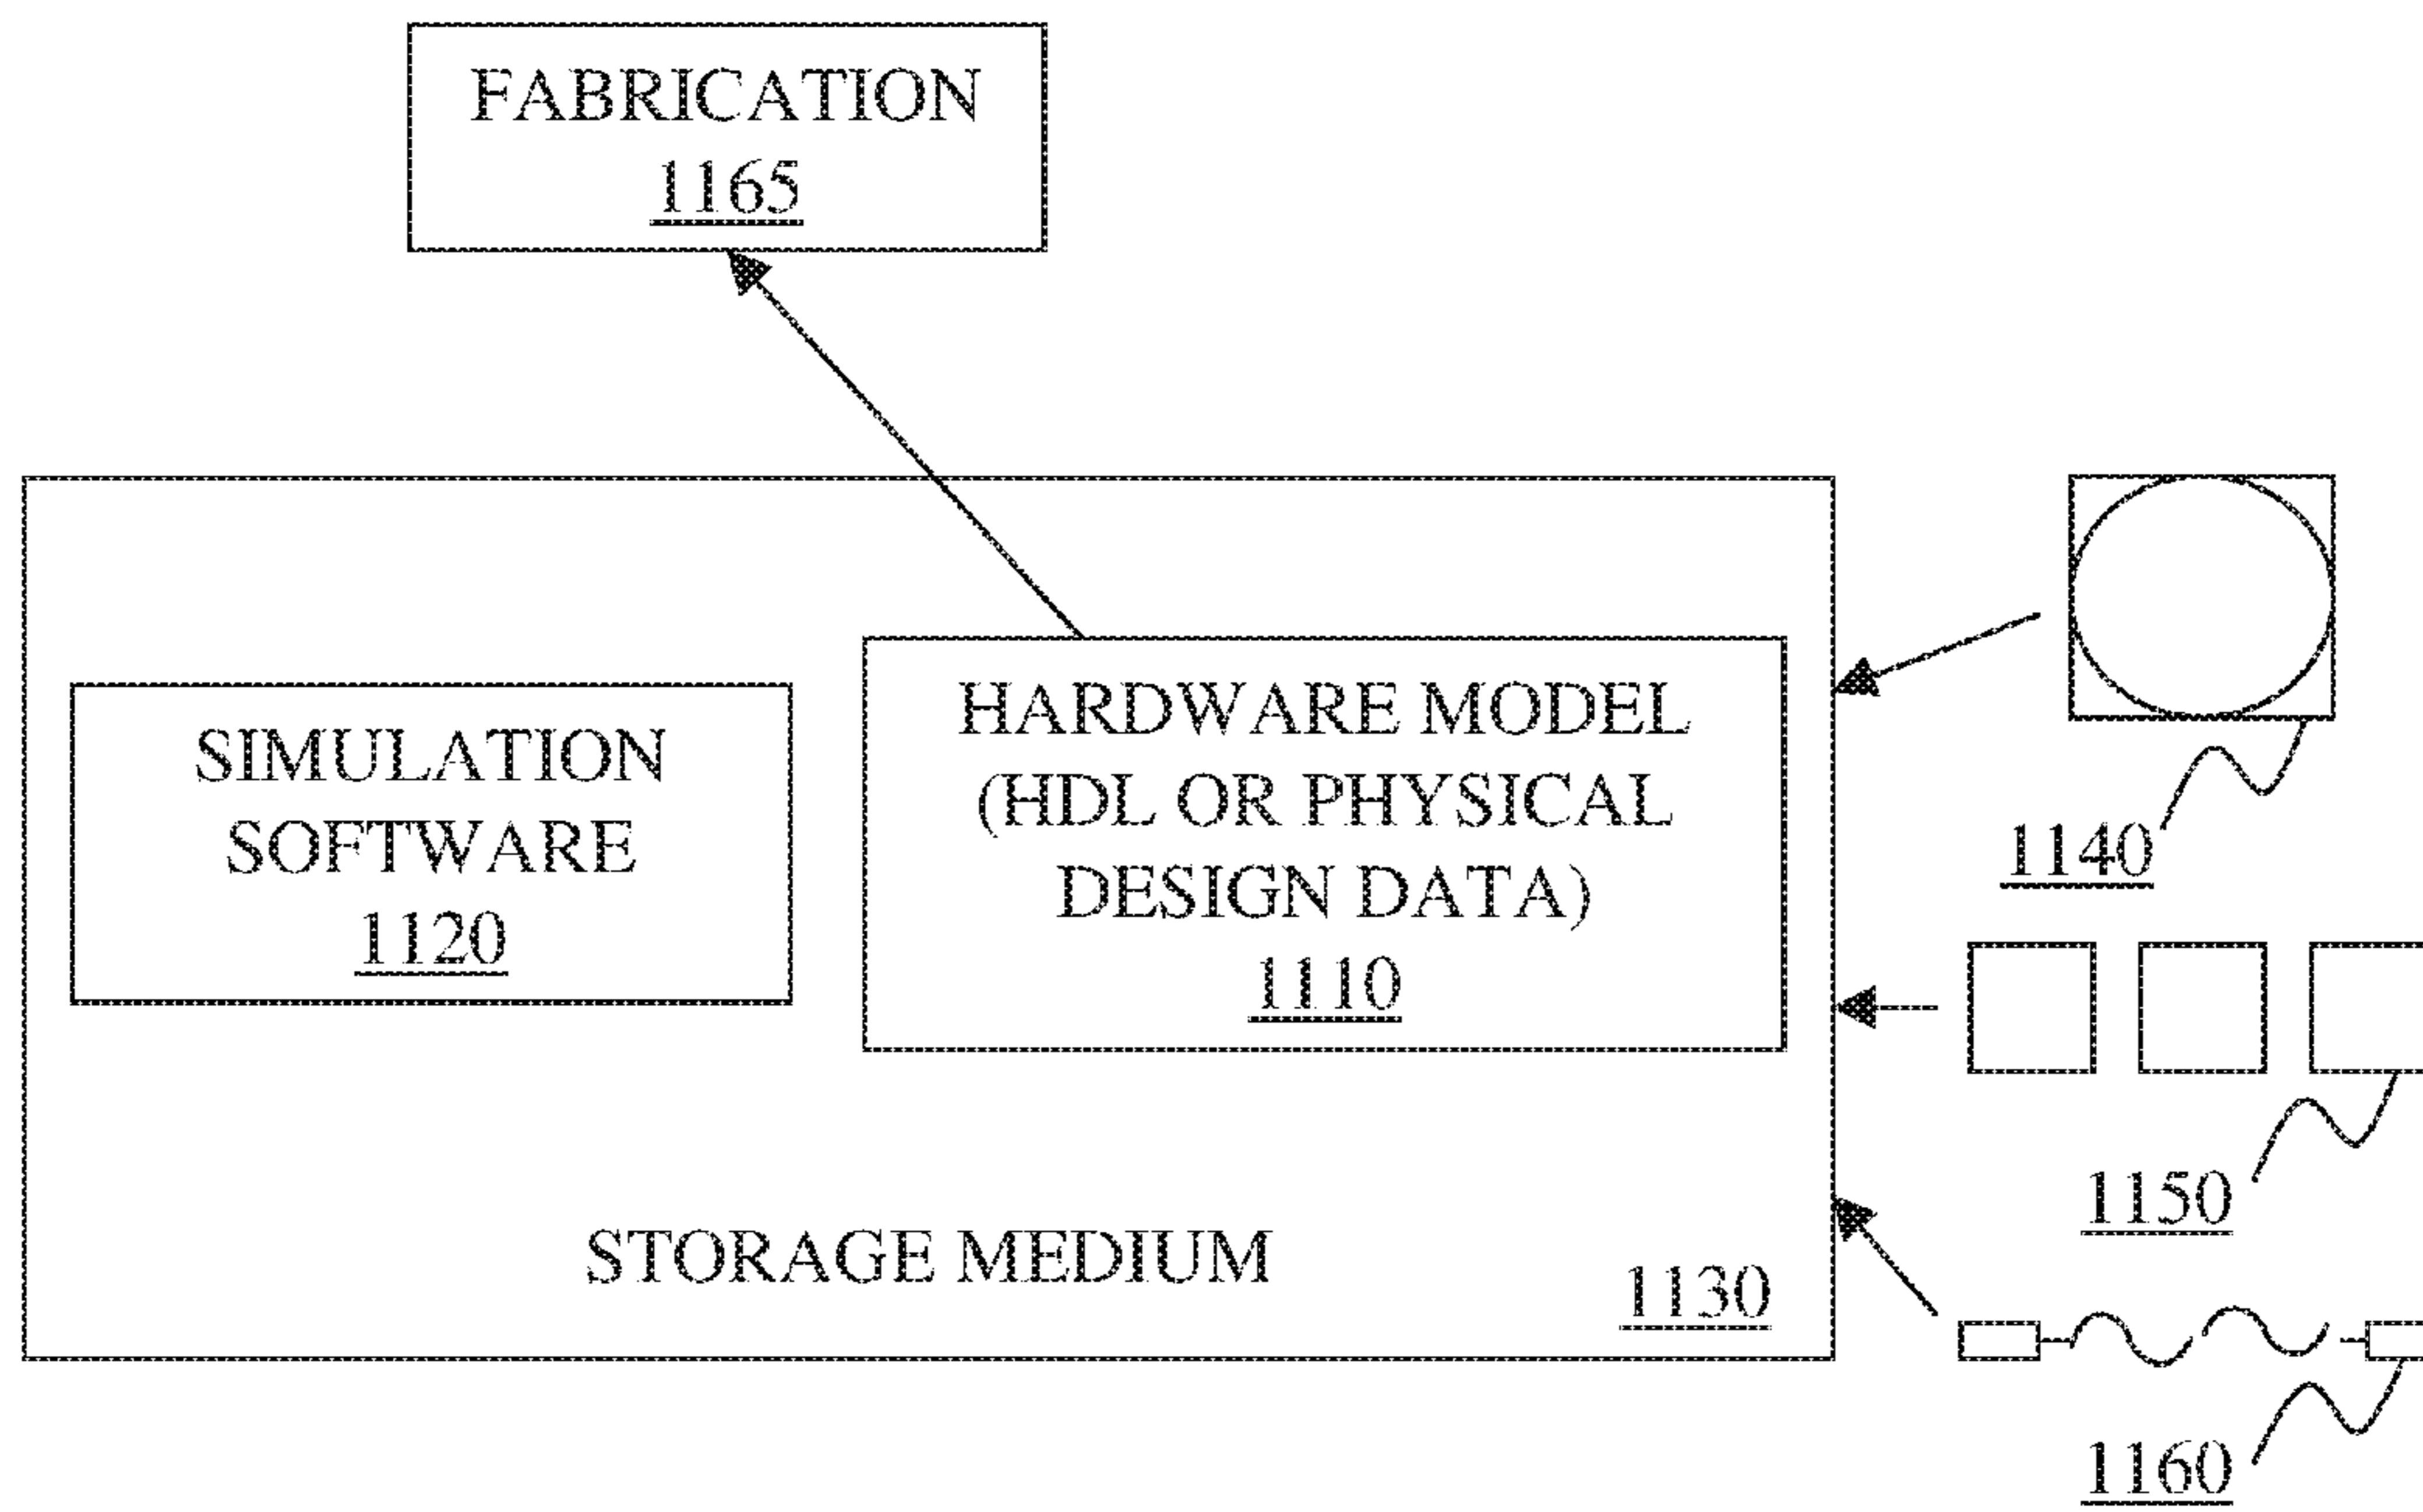 FABRICATION
1165
SIMULATION
SOFTWARE
1120
HARDWARE MODEL
(HDL OR PHYSICAL
DESIGN DATA)
1110
STORAGE MEDIUM
1130
1140
1150
1160